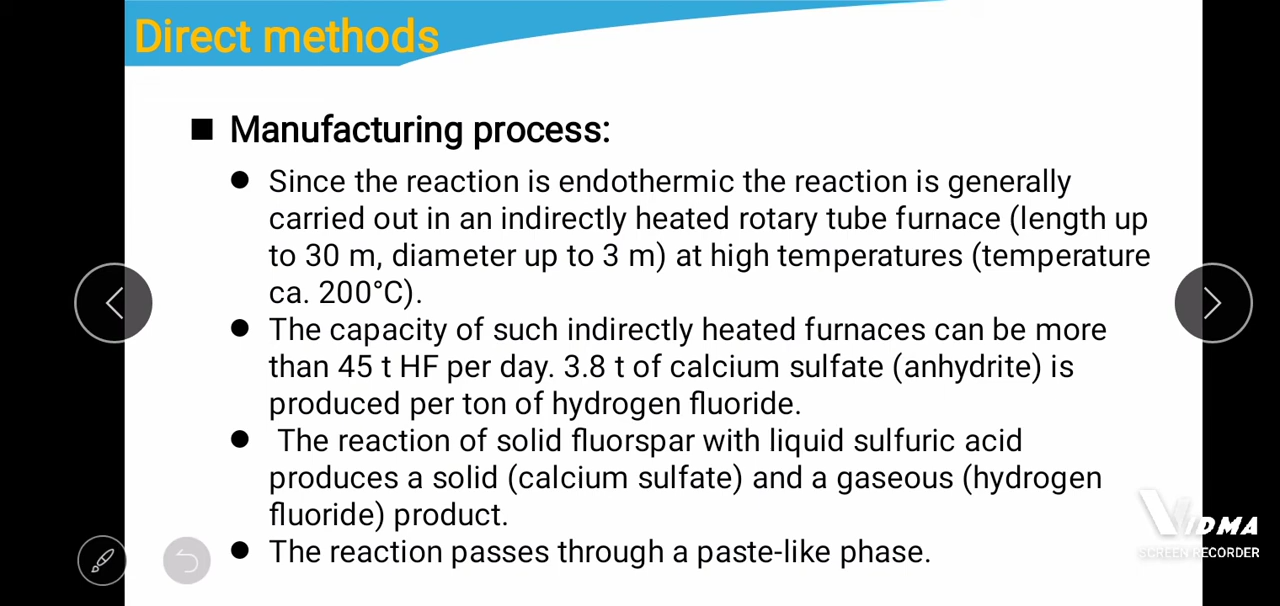 Direct methods
Manufacturing process:
Since the reaction is endothermic the reaction is generally
carried out in an indirectly heated rotary tube furnace (length up
to 30 m, diameter up to 3 m) at high temperatures (temperature
ca. 200°C).
The capacity of such indirectly heated furnaces can be more
than 45 t HF per day. 3.8 t of calcium sulfate (anhydrite) is
produced per ton of hydrogen fluoride.
The reaction of solid fluorspar with liquid sulfuric acid
produces a solid (calcium sulfate) and a gaseous (hydrogen
fluoride) product.
The reaction passes through a paste-like phase.
VIDMA
SCREEN RECORDER